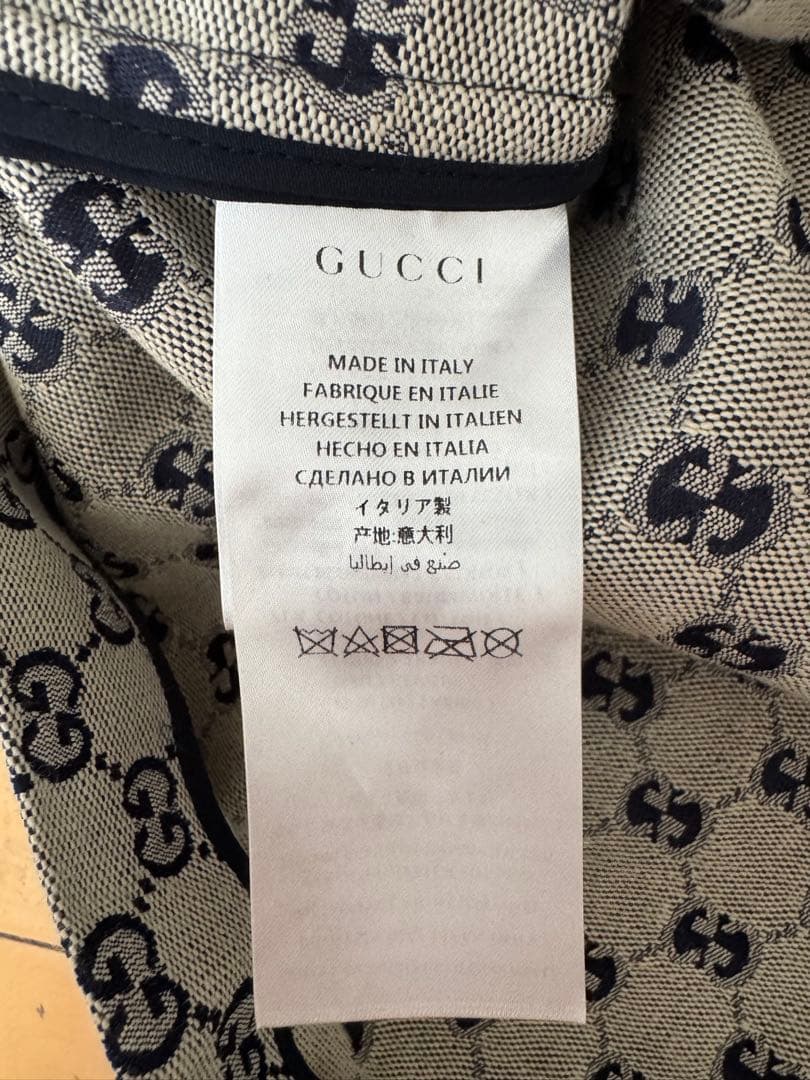 GUCCI
MADE IN ITALY
FABRIQUE EN ITALIE
HERGESTELLT IN ITALIEN
HECHO EN ITALIA
СДЕЛАНО В ИТАЛИИ
イタリア製
产地:意大利
صنع في إيطاليا